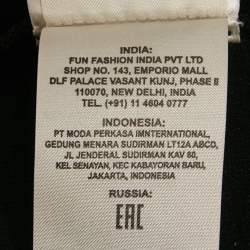 INDIA:
FUN FASHION INDIA PVT LTD
SHOP NO. 143, EMPORIO MALL
DLF PALACE VASANT KUNJ, PHASE II
110070, NEW DELHI, INDIA
TEL. (+91) 11 4604 0777
INDONESIA:
PT MODA PERKASA IMNTERNATIONAL,
GEDUNG MENARA SUDIRMAN LT12A ABCD,
JL JENDERAL SUDIRMAN KAV 60,
KEL SENAYAN, KEC KABAYORAN BARU,
JAKARTA, INDONESIA
RUSSIA:
EAC